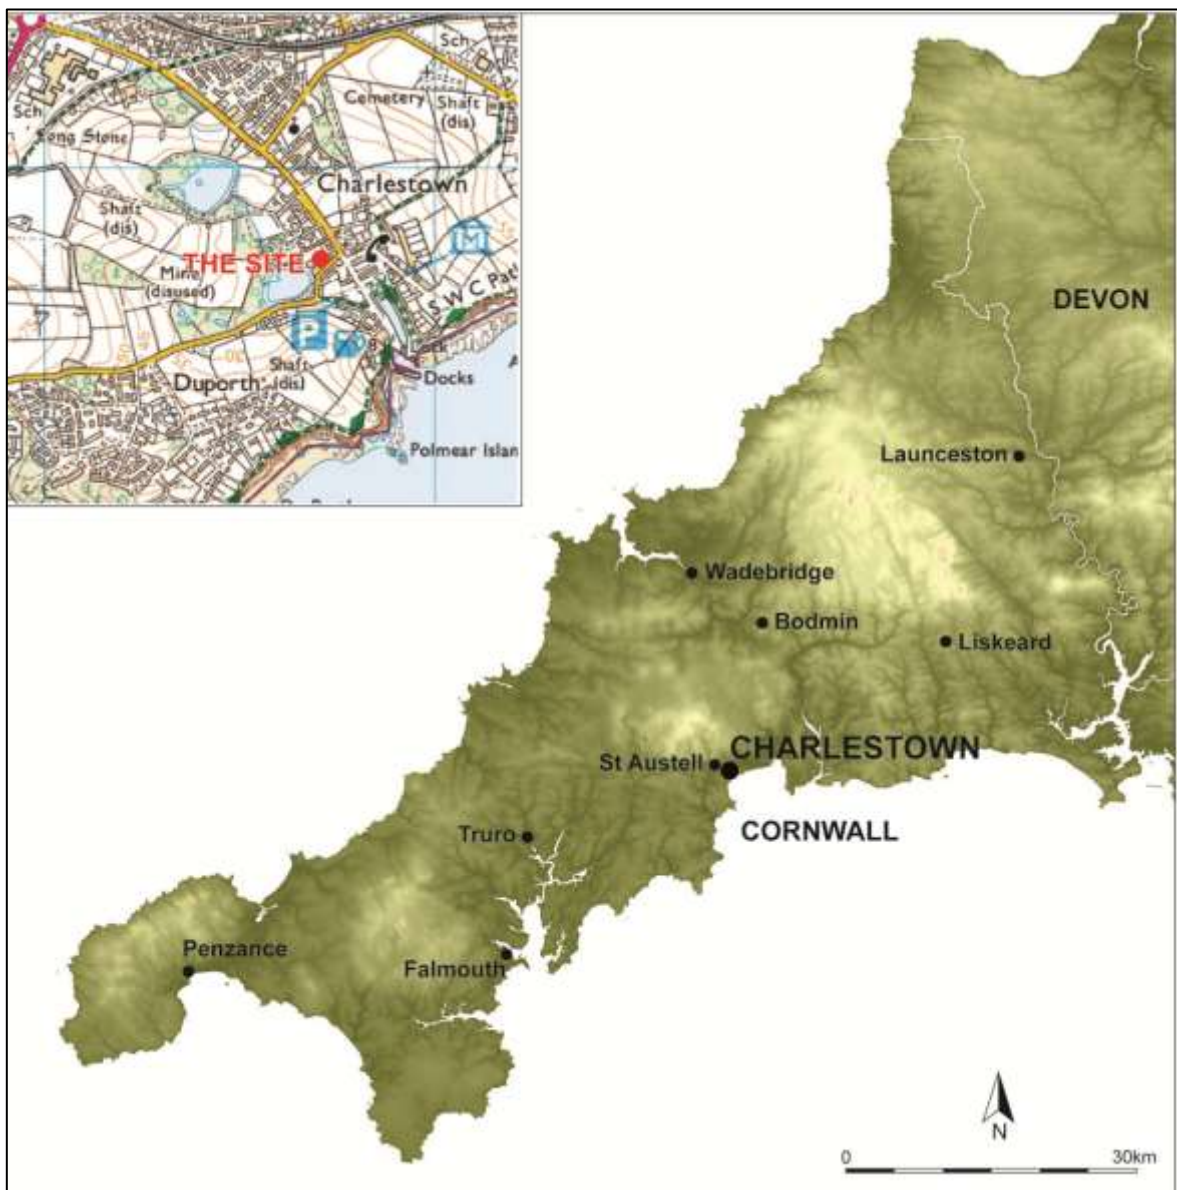 Sch
Cemetery
Shaft
(dis)
Sch
Long Stone
Charlestown
Shaft
(dis)
THE SITE
M
Mine
(disused)
S W C Path
P
Shaft
(dis)
Duporth
Docks
Polmear Islan
DEVON
Launceston
Wadebridge
Bodmin
Liskeard
CHARLESTOWN
St Austell
CORNWALL
Truro
Penzance
Falmouth
N
0 30km